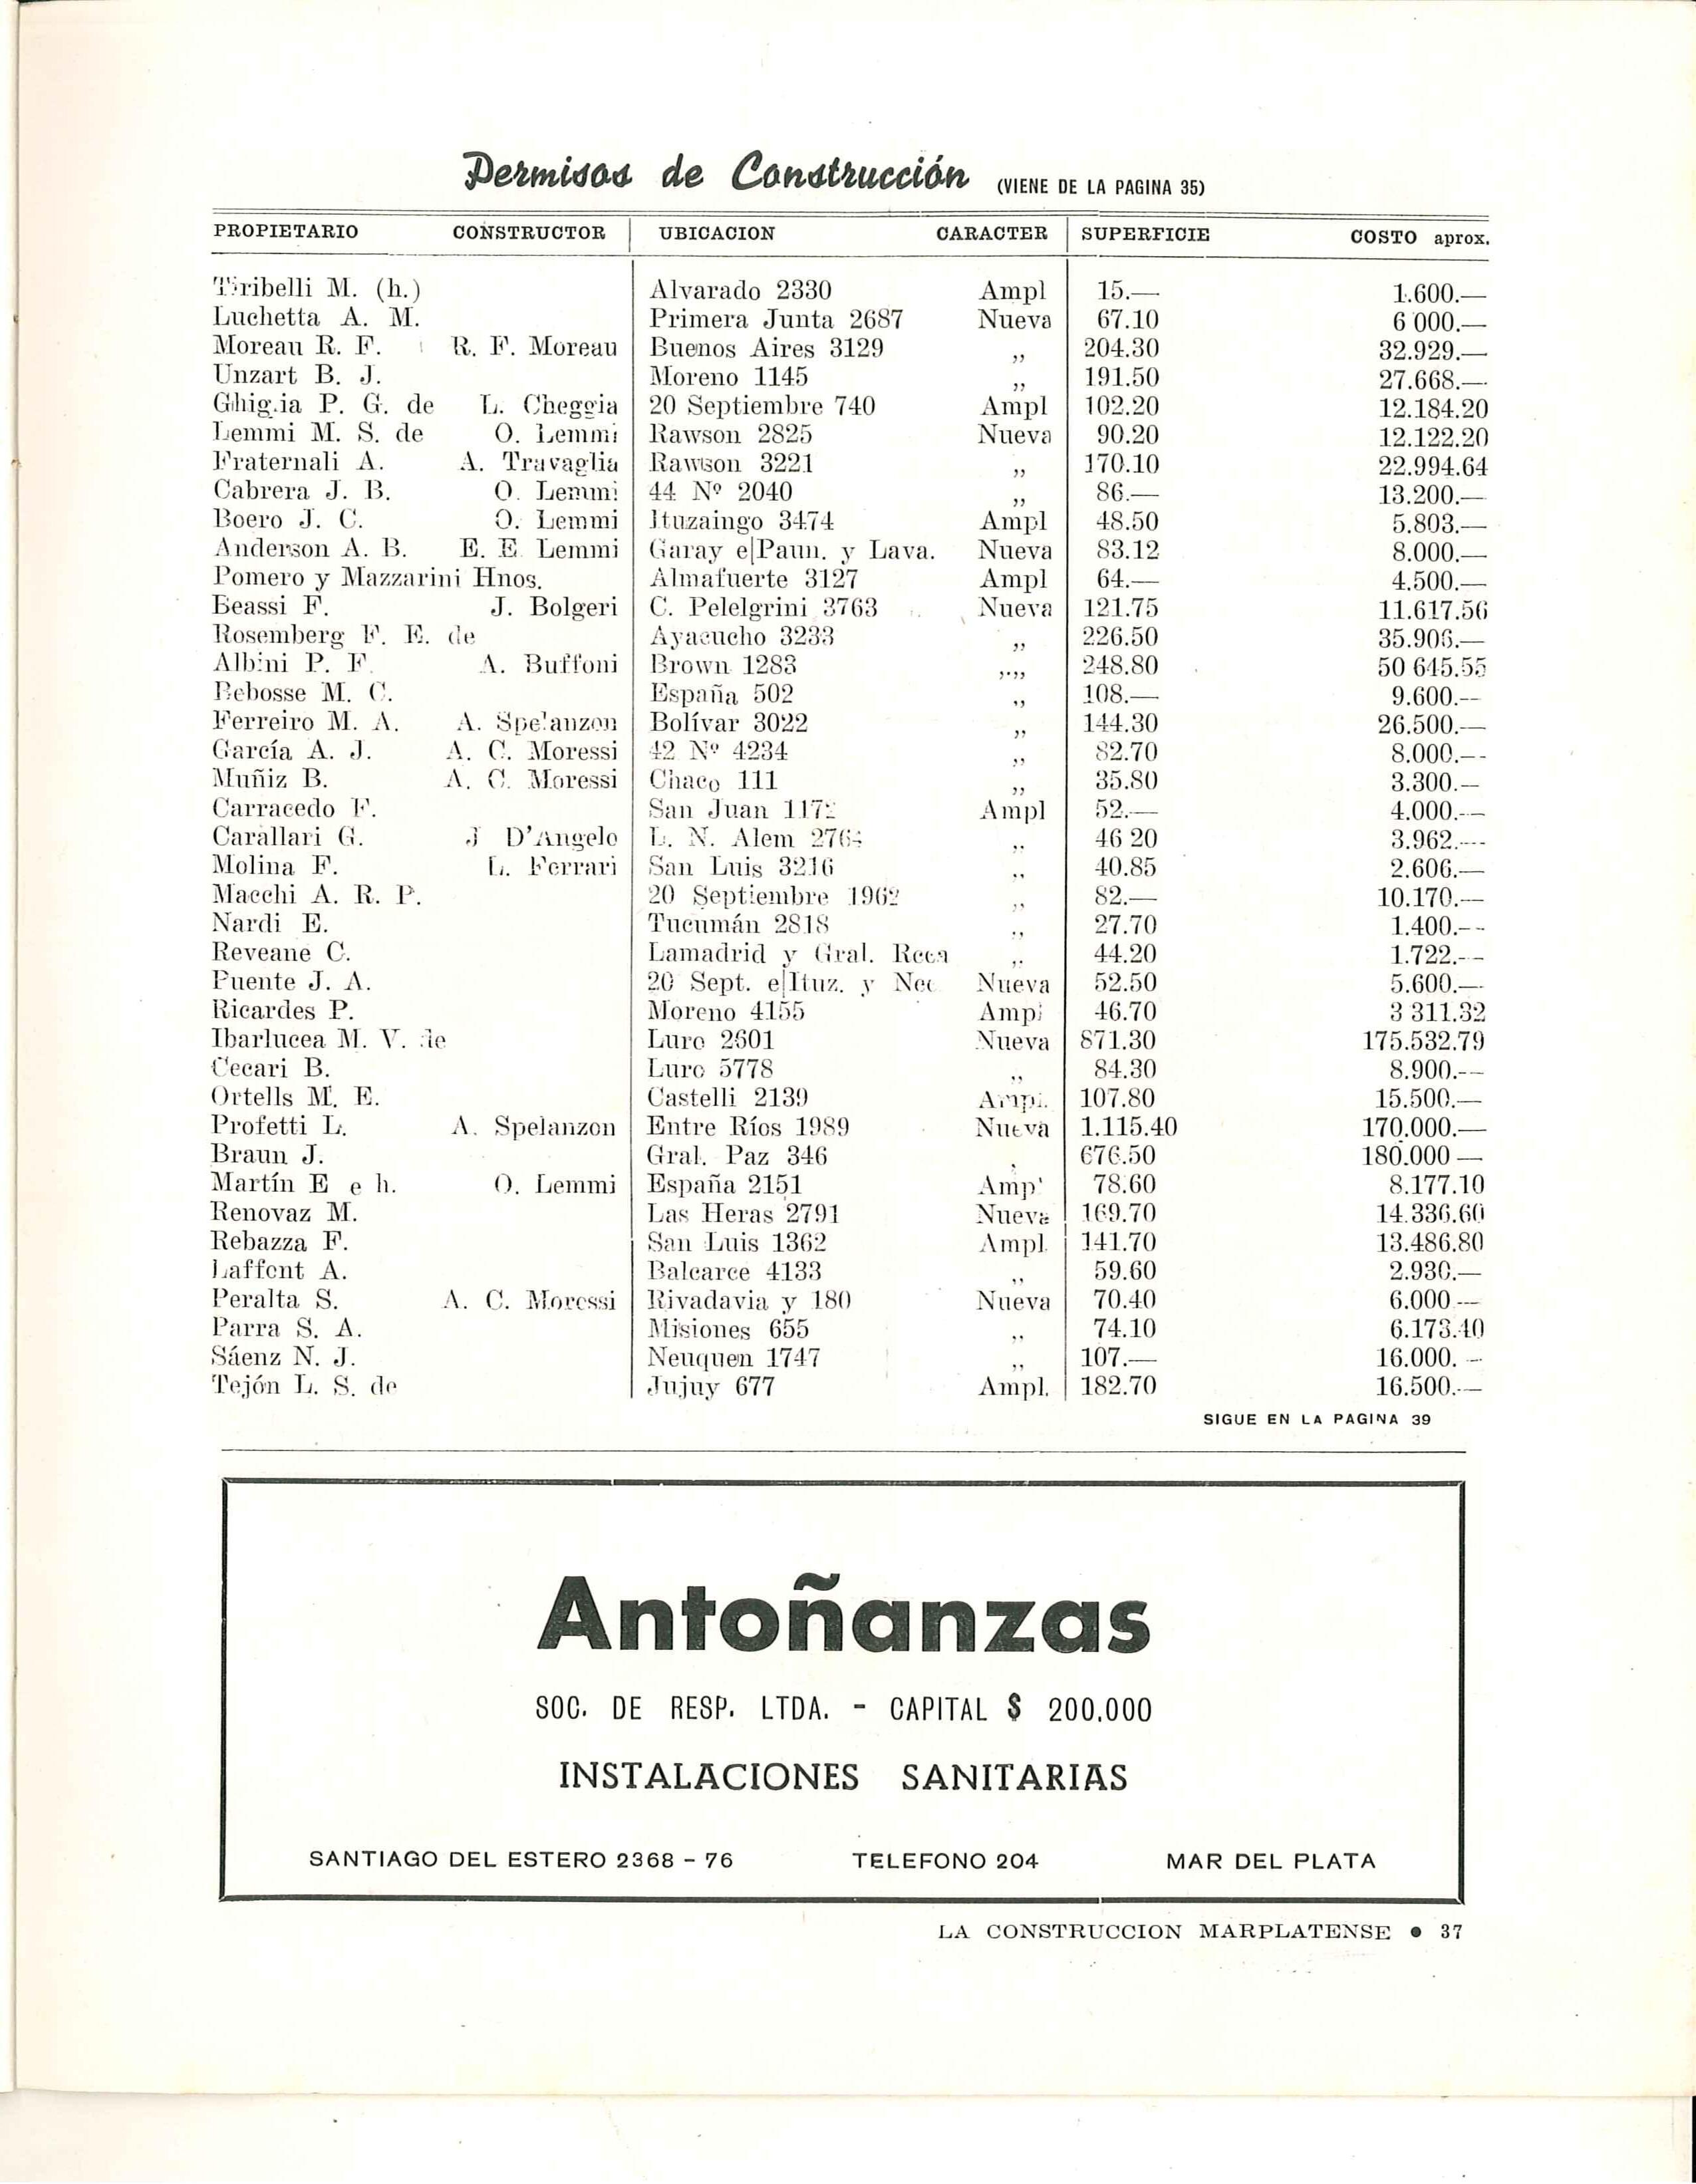 Permisos de Construcción (VIENE DE LA PAGINA 35)
PROPIETARIO CONSTRUCTOR UBICACION CARACTER SUPERFICIE COSTO aprox.
Tiribelli M. (h.) Alvarado 2330 Ampl 15.— 1.600.—
Luchetta A. M. Primera Junta 2687 Nueva 67.10 6 000.—
Moreau R. F. R. F. Moreau Buenos Aires 3129 ,, 204.30 32.929.—
Unzart B. J. Moreno 1145 ,, 191.50 27.668.—
Ghigia P. G. de L. Cheggia 20 Septiembre 740 Ampl 102.20 12.184.20
Lemmi M. S. de O. Lemmi Rawson 2825 Nueva 90.20 12.122.20
Fraternali A. A. Travaglia Rawson 3221 ,, 170.10 22.994.64
Cabrera J. B. O. Lemmi 44 Nº 2040 ,, 86.— 13.200.—
Boero J. C. O. Lemmi Ituzaingo 3474 Ampl 48.50 5.803.—
Anderson A. B. E. E. Lemmi Garay e|Paun. y Lava. Nueva 83.12 8.000.—
Pomero y Mazzarini Hnos. Almafuerte 3127 Ampl 64.— 4.500.—
Beassi F. J. Bolgeri C. Pelelgrini 3763 Nueva 121.75 11.617.56
Rosemberg F. E. de Ayacucho 3233 ,, 226.50 35.906.—
Albini P. F. A. Buffoni Brown 1283 ,, 248.80 50 645.55
Bebosse M. C. España 502 ,, 108.— 9.600.—
Ferreiro M. A. A. Spelanzon Bolívar 3022 ,, 144.30 26.500.—
García A. J. A. C. Moressi 42 Nº 4234 ,, 82.70 8.000.—
Muñiz B. A. C. Moressi Chaco 111 ,, 35.80 3.300.—
Carracedo F. San Juan Ampl 52.— 4.000.—
Carallari G. J D'Angelo L. N. Alem ,, 46 20 3.962.—
Molina F. L. Ferrari San Luis 3216 ,, 40.85 2.606.—
Macchi A. R. P. 20 Septiembre 1962 ,, 82.— 10.170.—
Nardi E. Tucumán 2818 ,, 27.70 1.400.—
Reveane C. Lamadrid y Gral. Roca ,, 44.20 1.722.—
Puente J. A. 20 Sept. e|Ituz. y Nec Nueva 52.50 5.600.—
Ricardes P. Moreno 4155 Ampl 46.70 3 311.32
Ibarlucea M. V. de Luro 2601 Nueva 871.30 175.532.79
Cecari B. Luro 5778 ,, 84.30 8.900.—
Ortells M. E. Castelli 2139 Ampl. 107.80 15.500.—
Profetti L. A. Spelanzon Entre Ríos 1989 Nueva 1.115.40 170.000.—
Braun J. Gral. Paz 346 , 676.50 180.000 —
Martín E e h. O. Lemmi España 2151 Ampl 78.60 8.177.10
Renovaz M. Las Heras 2791 Nueva 169.70 14.336.60
Rebazza F. San Luis 1362 Ampl. 141.70 13.486.80
Laffont A. Balcarce 4133 ,, 59.60 2.930.—
Peralta S. A. C. Moressi Rivadavia y 180 Nueva 70.40 6.000 —
Parra S. A. Misiones 655 ,, 74.10 6.173.40
Sáenz N. J. Neuquen 1747 ,, 107.— 16.000. —
Tejón L. S. de Jujuy 677 Ampl. 182.70 16.500.—
SIGUE EN LA PAGINA 39
Antoñanzas
SOC. DE RESP. LTDA. - CAPITAL $ 200.000
INSTALACIONES SANITARIAS
SANTIAGO DEL ESTERO 2368 - 76 TELEFONO 204 MAR DEL PLATA
LA CONSTRUCCION MARPLATENSE ● 37